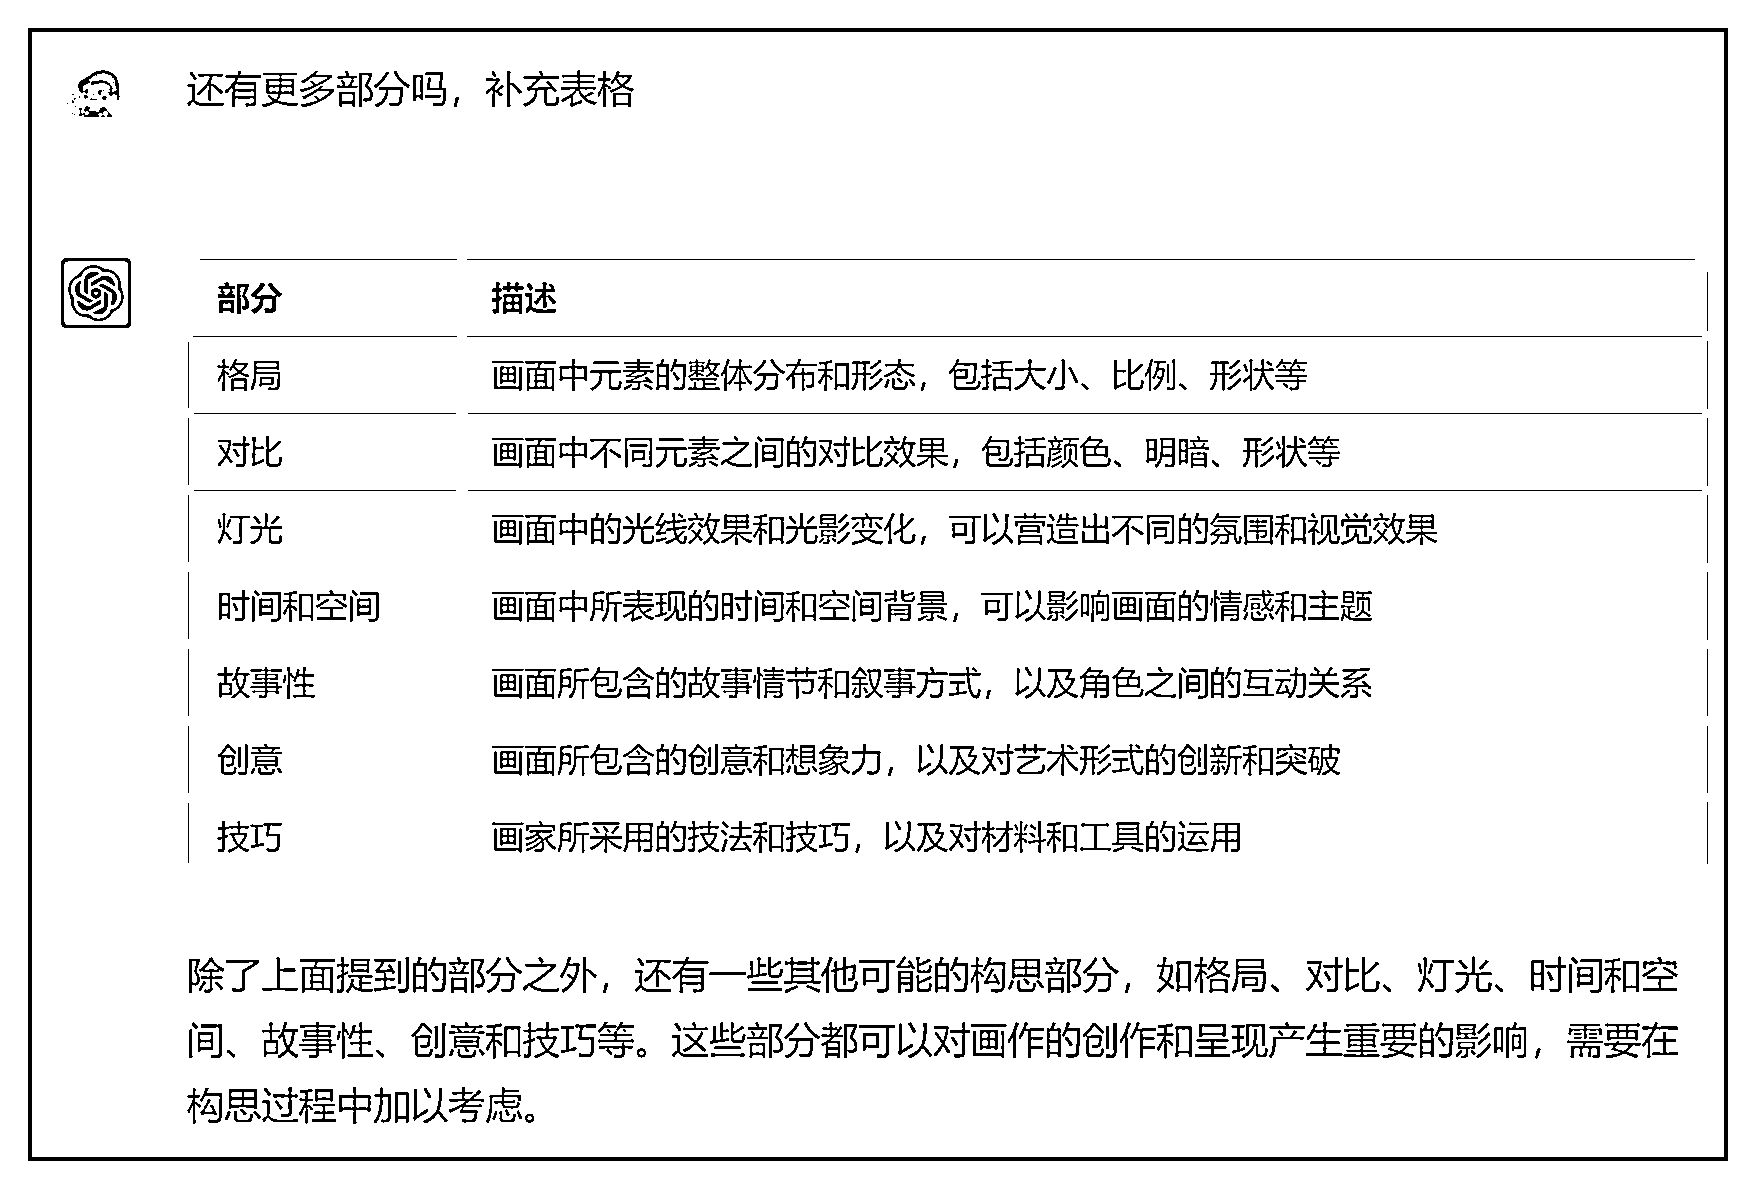 还有更多部分吗，补充表格
部分 描述
格局 画面中元素的整体分布和形态，包括大小、比例、形状等
对比 画面中不同元素之间的对比效果，包括颜色、明暗、形状等
灯光 画面中的光线效果和光影变化，可以营造出不同的氛围和视觉效果
时间和空间 画面中所表现的时间和空间背景，可以影响画面的情感和主题
故事性 画面所包含的故事情节和叙事方式，以及角色之间的互动关系
创意 画面所包含的创意和想象力，以及对艺术形式的创新和突破
技巧 画家所采用的技法和技巧，以及对材料和工具的运用
除了上面提到的部分之外，还有一些其他可能的构思部分，如格局、对比、灯光、时间和空
间、故事性、创意和技巧等。这些部分都可以对画作的创作和呈现产生重要的影响，需要在
构思过程中加以考虑。